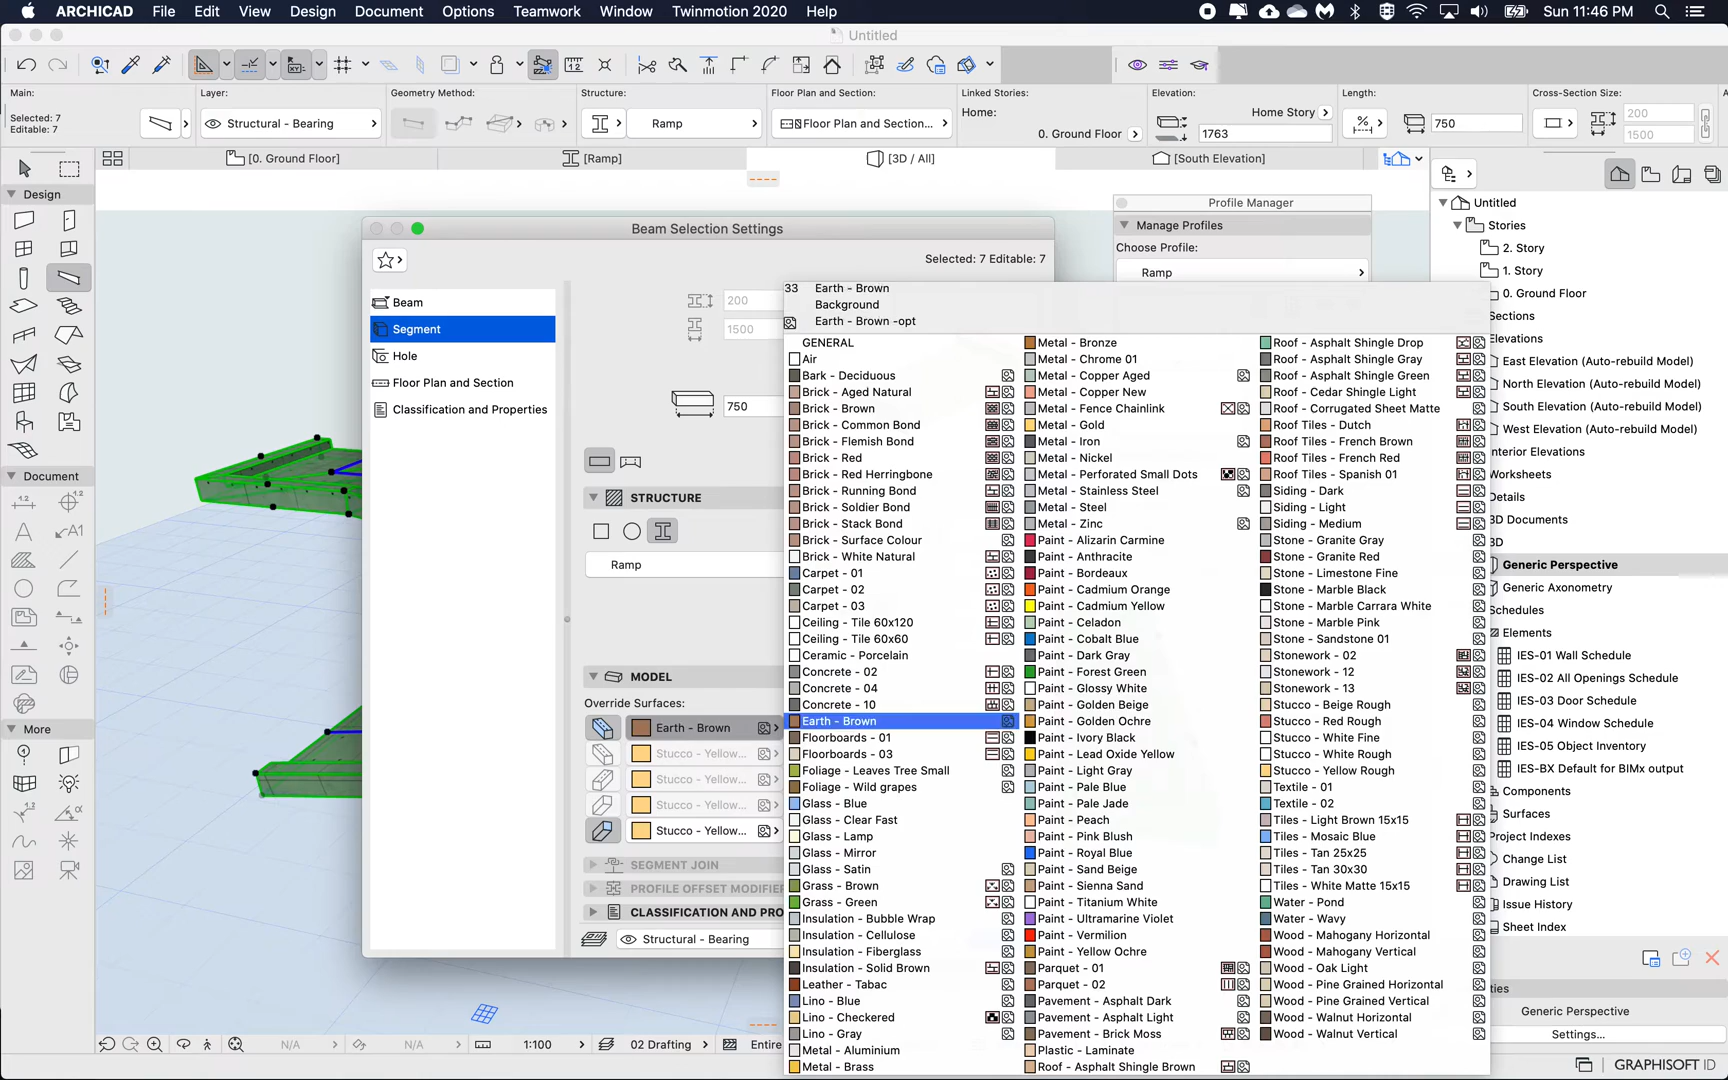 ARCHICAD File Edit View Design Document Options Teamwork Window Twinmotion 2020 Help Sun 11:46 PM
Untitled
Main: Layer: Geometry Method: Structure: Floor Plan and Section: Linked Stories: Elevation: Length: Cross-Section Size:
Selected: 7
Editable: 7
Structural - Bearing
Ramp
Floor Plan and Section...
Home:
0. Ground Floor
Home Story
1763
750
200
1500
[0. Ground Floor] [Ramp] [3D / All] [South Elevation]
Design
Document
More
Beam Selection Settings
Selected: 7 Editable: 7
Beam
Segment
Hole
Floor Plan and Section
Classification and Properties
200
1500
750
STRUCTURE
Ramp
MODEL
Override Surfaces:
Earth - Brown
Stucco - Yellow...
Stucco - Yellow...
Stucco - Yellow...
Stucco - Yellow...
SEGMENT JOIN
PROFILE OFFSET MODIFIER
CLASSIFICATION AND PRO
Structural - Bearing
Profile Manager
Manage Profiles
Choose Profile:
Ramp
33 Earth - Brown
Background
Earth - Brown -opt
GENERAL
Air
Bark - Deciduous
Brick - Aged Natural
Brick - Brown
Brick - Common Bond
Brick - Flemish Bond
Brick - Red
Brick - Red Herringbone
Brick - Running Bond
Brick - Soldier Bond
Brick - Stack Bond
Brick - Surface Colour
Brick - White Natural
Carpet - 01
Carpet - 02
Carpet - 03
Ceiling - Tile 60x120
Ceiling - Tile 60x60
Ceramic - Porcelain
Concrete - 02
Concrete - 04
Concrete - 10
Earth - Brown
Floorboards - 01
Floorboards - 03
Foliage - Leaves Tree Small
Foliage - Wild grapes
Glass - Blue
Glass - Clear Fast
Glass - Lamp
Glass - Mirror
Glass - Satin
Grass - Brown
Grass - Green
Insulation - Bubble Wrap
Insulation - Cellulose
Insulation - Fiberglass
Insulation - Solid Brown
Leather - Tabac
Lino - Blue
Lino - Checkered
Lino - Gray
Metal - Aluminium
Metal - Brass
Metal - Bronze
Metal - Chrome 01
Metal - Copper Aged
Metal - Copper New
Metal - Fence Chainlink
Metal - Gold
Metal - Iron
Metal - Nickel
Metal - Perforated Small Dots
Metal - Stainless Steel
Metal - Steel
Metal - Zinc
Paint - Alizarin Carmine
Paint - Anthracite
Paint - Bordeaux
Paint - Cadmium Orange
Paint - Cadmium Yellow
Paint - Celadon
Paint - Cobalt Blue
Paint - Dark Gray
Paint - Forest Green
Paint - Glossy White
Paint - Golden Beige
Paint - Golden Ochre
Paint - Ivory Black
Paint - Lead Oxide Yellow
Paint - Light Gray
Paint - Pale Blue
Paint - Pale Jade
Paint - Peach
Paint - Pink Blush
Paint - Royal Blue
Paint - Sand Beige
Paint - Sienna Sand
Paint - Titanium White
Paint - Ultramarine Violet
Paint - Vermilion
Paint - Yellow Ochre
Parquet - 01
Parquet - 02
Pavement - Asphalt Dark
Pavement - Asphalt Light
Pavement - Brick Moss
Plastic - Laminate
Roof - Asphalt Shingle Brown
Roof - Asphalt Shingle Drop
Roof - Asphalt Shingle Gray
Roof - Asphalt Shingle Green
Roof - Cedar Shingle Light
Roof - Corrugated Sheet Matte
Roof Tiles - Dutch
Roof Tiles - French Brown
Roof Tiles - French Red
Roof Tiles - Spanish 01
Siding - Dark
Siding - Light
Siding - Medium
Stone - Granite Gray
Stone - Granite Red
Stone - Limestone Fine
Stone - Marble Black
Stone - Marble Carrara White
Stone - Marble Pink
Stone - Sandstone 01
Stonework - 02
Stonework - 12
Stonework - 13
Stucco - Beige Rough
Stucco - Red Rough
Stucco - White Fine
Stucco - White Rough
Stucco - Yellow Rough
Textile - 01
Textile - 02
Tiles - Light Brown 15x15
Tiles - Mosaic Blue
Tiles - Tan 25x25
Tiles - Tan 30x30
Tiles - White Matte 15x15
Water - Pond
Water - Wavy
Wood - Mahogany Horizontal
Wood - Mahogany Vertical
Wood - Oak Light
Wood - Pine Grained Horizontal
Wood - Pine Grained Vertical
Wood - Walnut Horizontal
Wood - Walnut Vertical
Untitled
Stories
2. Story
1. Story
0. Ground Floor
Sections
Elevations
East Elevation (Auto-rebuild Model)
North Elevation (Auto-rebuild Model)
South Elevation (Auto-rebuild Model)
West Elevation (Auto-rebuild Model)
nterior Elevations
Worksheets
Details
3D Documents
3D
Generic Perspective
Generic Axonometry
Schedules
Elements
IES-01 Wall Schedule
IES-02 All Openings Schedule
IES-03 Door Schedule
IES-04 Window Schedule
IES-05 Object Inventory
IES-BX Default for BIMx output
Components
Surfaces
Project Indexes
Change List
Drawing List
Issue History
Sheet Index
ties
Generic Perspective
Settings...
N/A N/A 1:100 02 Drafting Entire
GRAPHISOFT ID